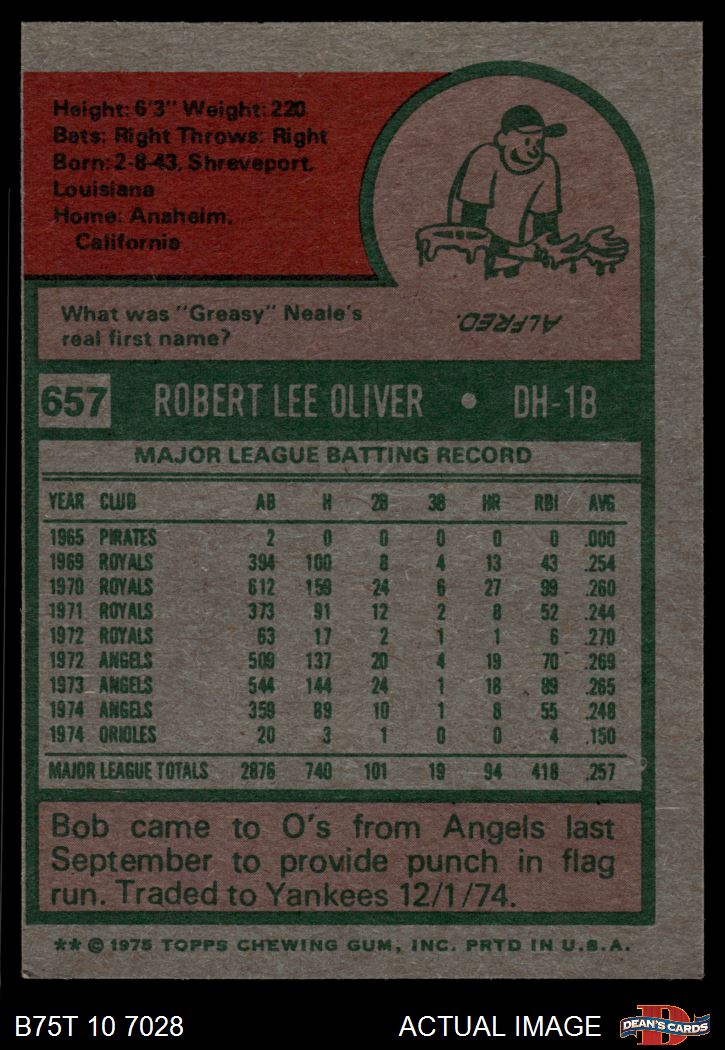 Height: 6'3" Weight: 220
Bats: Right Throws: Right
Born: 2-8-43, Shreveport,
Louisiana
Home: Anaheim,
California
What was "Greasy" Neale's
real first name?
ALFRED.
657 ROBERT LEE OLIVER • DH-1B
MAJOR LEAGUE BATTING RECORD
YEAR CLUB AB H 2B 3B HR RBI AVG
1965 PIRATES 2 0 0 0 0 0 .000
1969 ROYALS 394 100 8 4 13 43 .254
1970 ROYALS 612 159 24 6 27 99 .260
1971 ROYALS 373 91 12 2 8 52 .244
1972 ROYALS 63 17 2 1 1 6 .270
1972 ANGELS 509 137 20 4 19 70 .269
1973 ANGELS 544 144 24 1 18 89 .265
1974 ANGELS 359 89 10 1 8 55 .248
1974 ORIOLES 20 3 1 0 0 4 .150
MAJOR LEAGUE TOTALS 2876 740 101 19 94 418 .257
Bob came to O's from Angels last
September to provide punch in flag
run. Traded to Yankees 12/1/74.
** © 1975 TOPPS CHEWING GUM, INC. PRTD IN U.S.A.
B75T 10 7028 ACTUAL IMAGE D DEAN'S CARDS